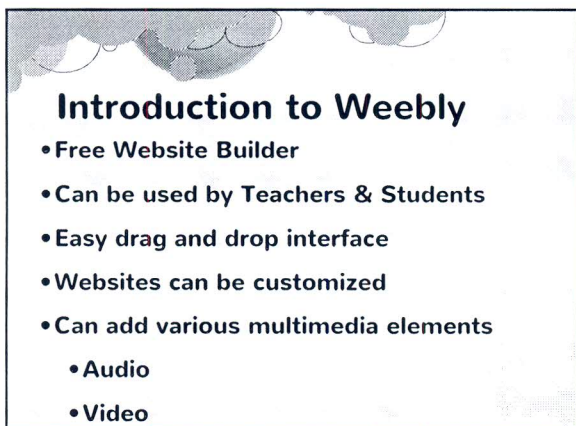 Introduction to Weebly
• Free Website Builder
• Can be used by Teachers & Students
• Easy drag and drop interface
• Websites can be customized
• Can add various multimedia elements
• Audio
• Video